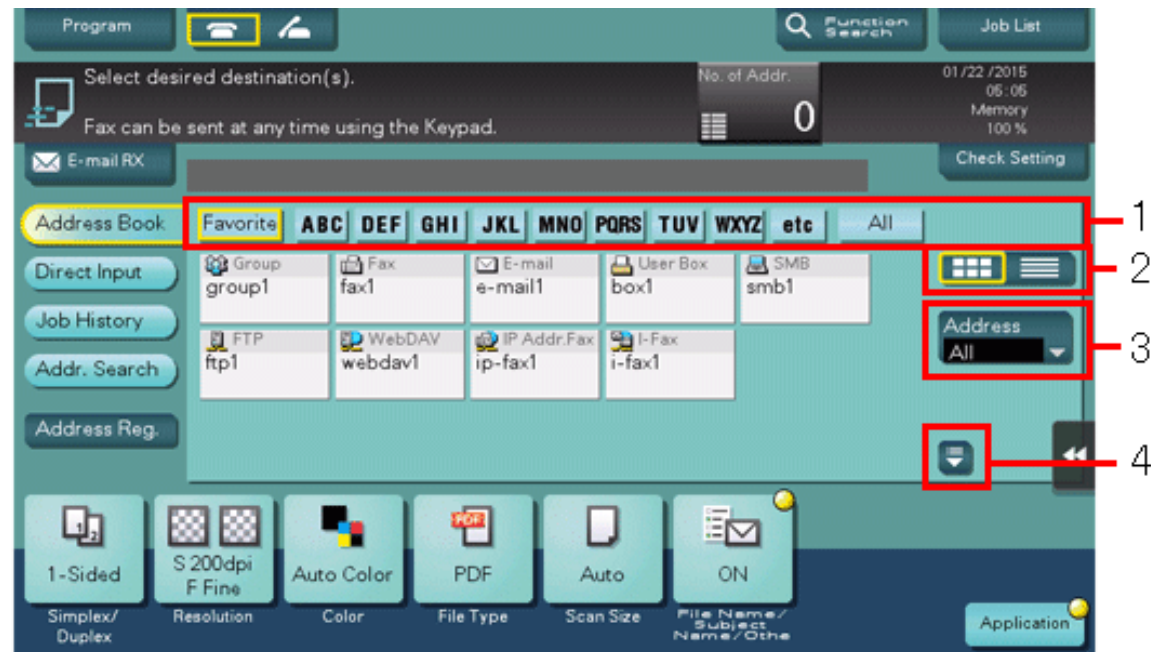 Program
Function
Search
Job List
Select desired destination(s).
Fax can be sent at any time using the Keypad.
No. of Addr.
0
01/22/2015
05:05
Memory
100 %
E-mail RX
Check Setting
Address Book
Favorite ABC DEF GHI JKL MNO PQRS TUV WXYZ etc All
1
Direct Input
Group
group1
Fax
fax1
E-mail
e-mail1
User Box
box1
SMB
smb1
2
Job History
Addr. Search
FTP
ftp1
WebDAV
webdav1
IP Addr.Fax
ip-fax1
I-Fax
i-fax1
Address
All
3
Address Reg.
4
1-Sided
S 200dpi
F Fine
Auto Color
PDF
PDF
Auto
ON
Simplex/
Duplex
Resolution
Color
File Type
Scan Size
File Name/
Subject
Name/Othe
Application